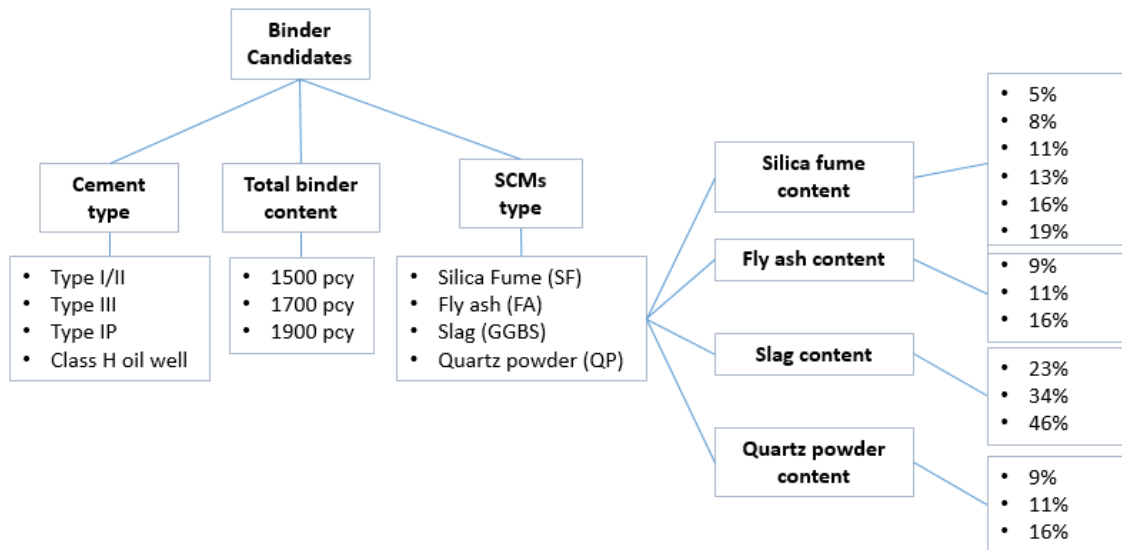 Binder
Candidates
Cement
type
Total binder
content
SCMs
type
• Type I/II
• Type III
• Type IP
• Class H oil well
• 1500 pcy
• 1700 pcy
• 1900 pcy
• Silica Fume (SF)
• Fly ash (FA)
• Slag (GGBS)
• Quartz powder (QP)
Silica fume
content
• 5%
• 8%
• 11%
• 13%
• 16%
• 19%
Fly ash content
• 9%
• 11%
• 16%
Slag content
• 23%
• 34%
• 46%
Quartz powder
content
• 9%
• 11%
• 16%